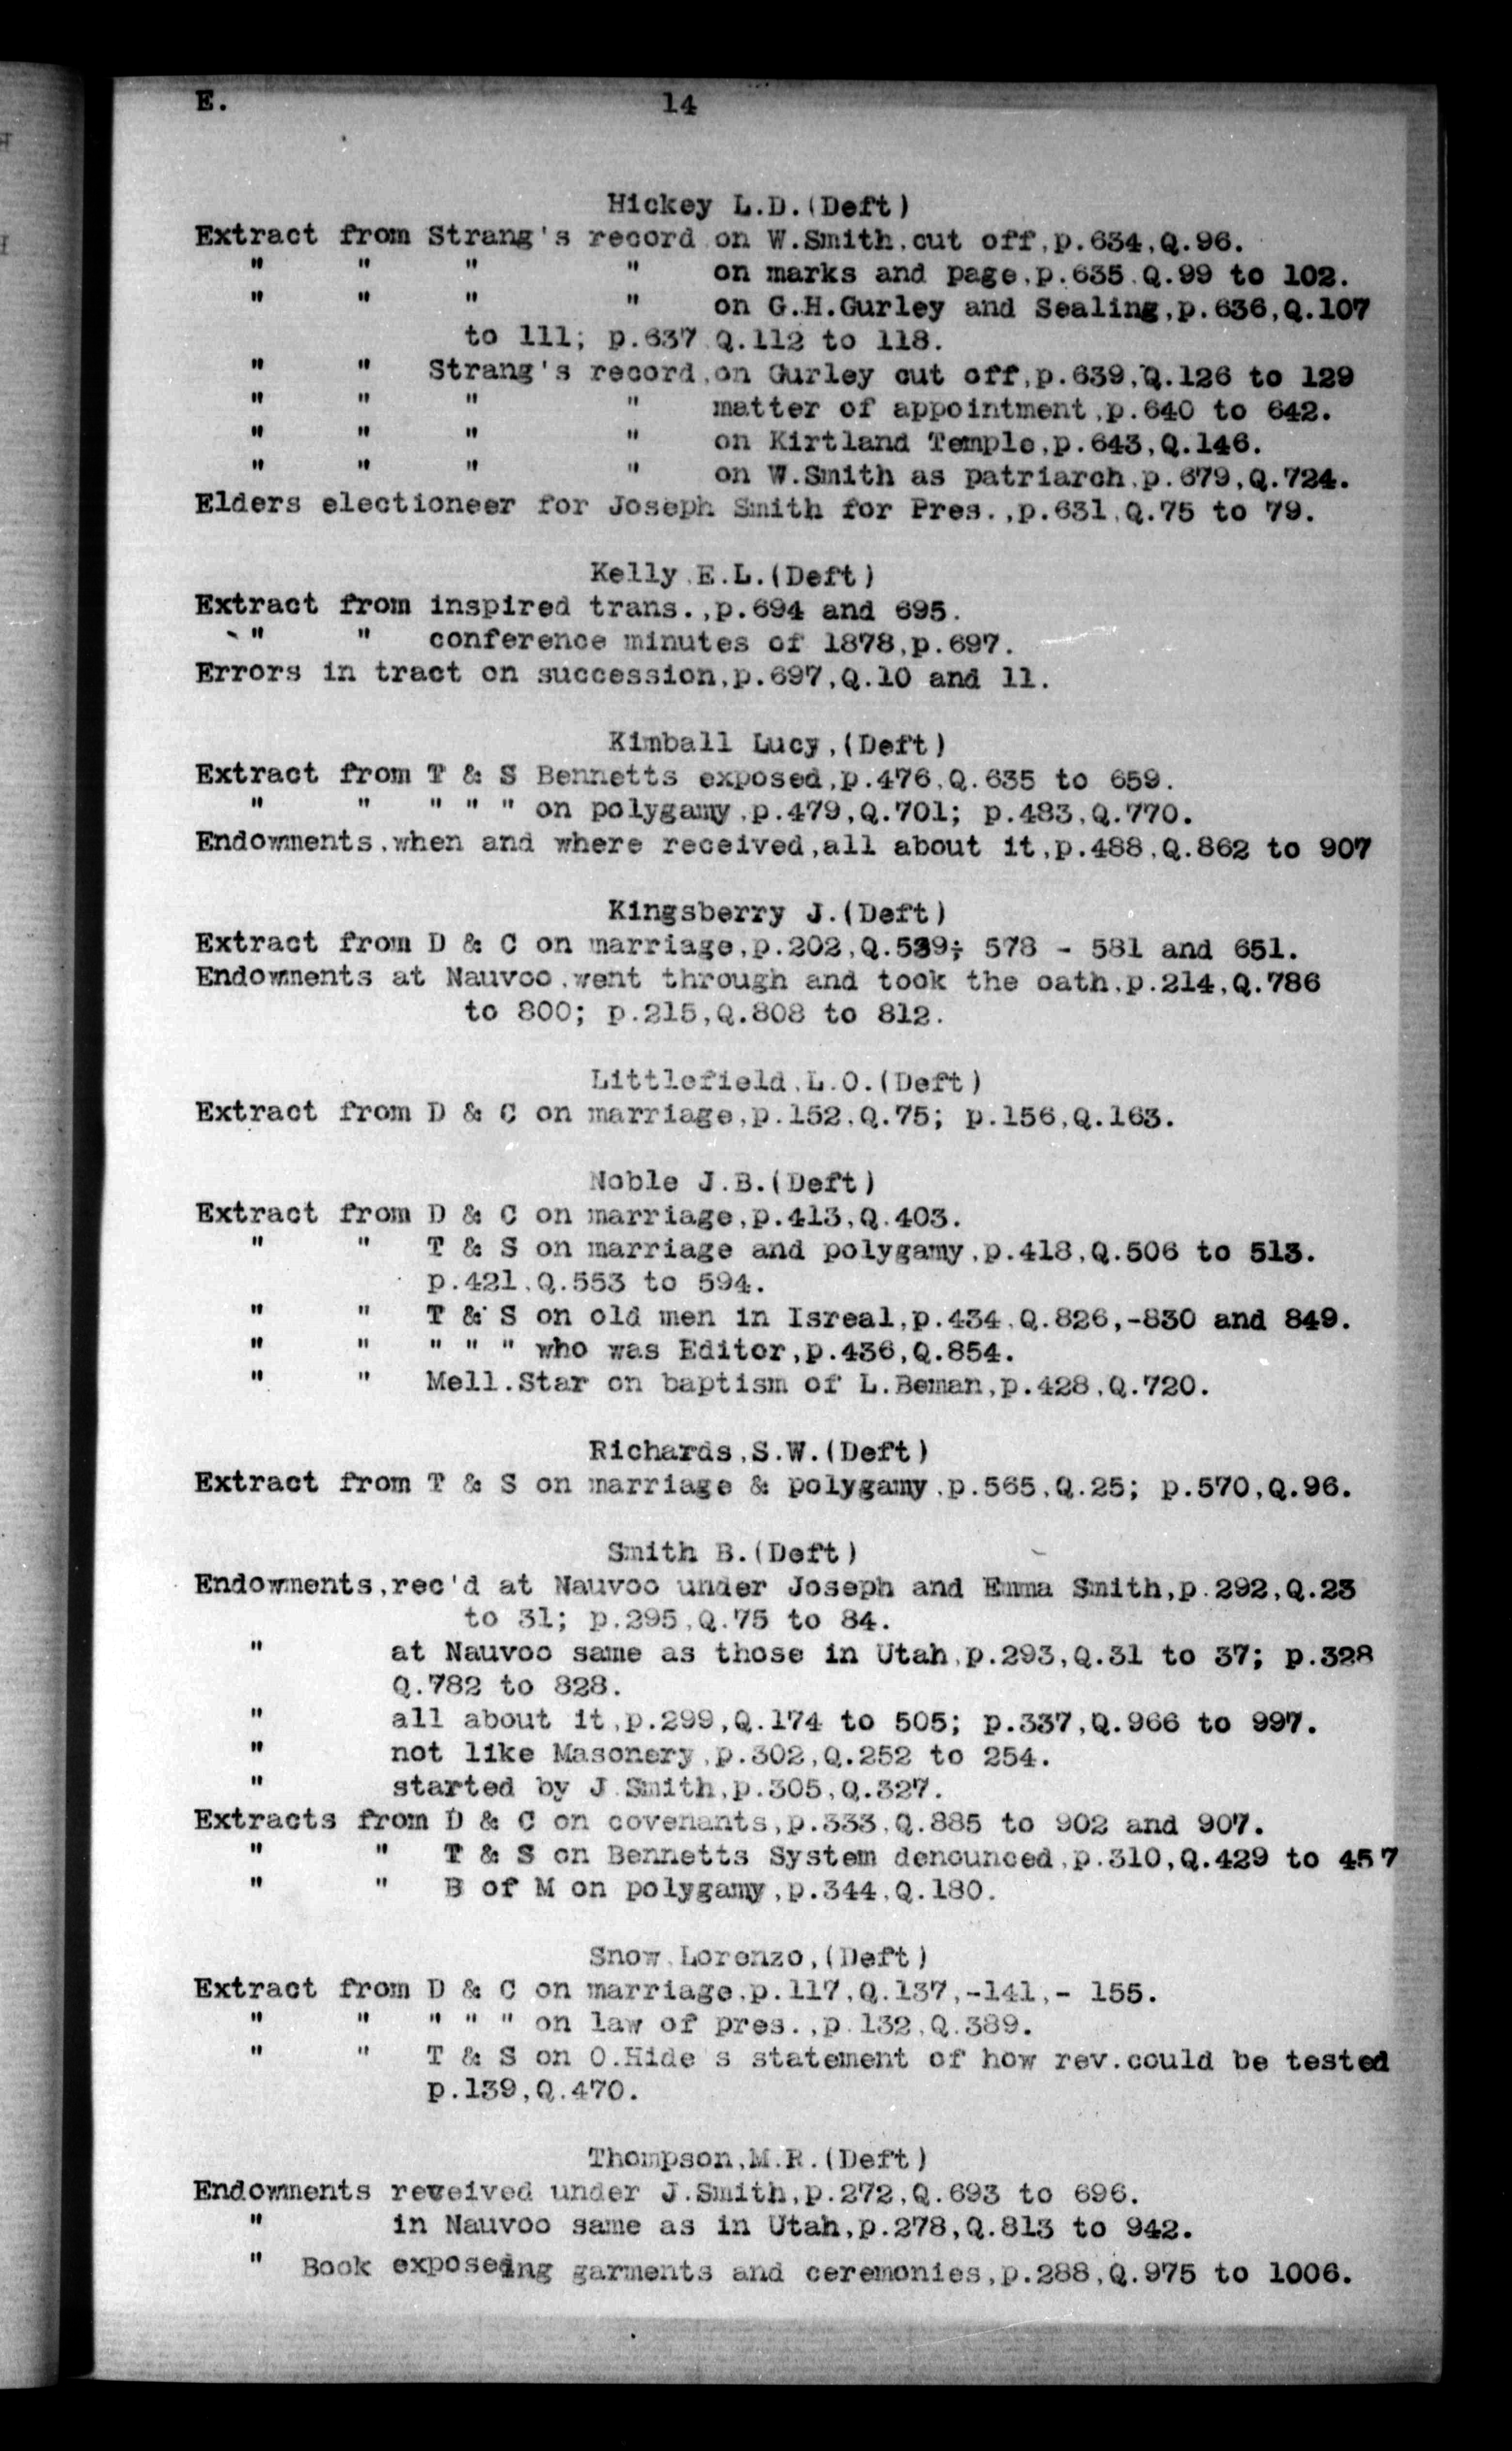 E. 14
Hickey L.D.(Deft)
Extract from Strang's record on W.Smith,cut off,p.634,Q.96.
" " " " on marks and page,p.635,Q.99 to 102.
" " " " on G.H.Gurley and Sealing,p.636,Q.107
to 111; p.637 Q.112 to 118.
" " Strang's record,on Gurley cut off,p.639,Q.126 to 129
" " " " matter of appointment,p.640 to 642.
" " " " on Kirtland Temple,p.643,Q.146.
" " " " on W.Smith as patriarch,p.679,Q.724.
Elders electioneer for Joseph Smith for Pres.,p.631,Q.75 to 79.
Kelly,E.L.(Deft)
Extract from inspired trans.,p.694 and 695.
" " conference minutes of 1878,p.697.
Errors in tract on succession,p.697,Q.10 and 11.
Kimball Lucy,(Deft)
Extract from T & S Bennetts exposed,p.476,Q.635 to 659.
" " " " " on polygamy,p.479,Q.701; p.483,Q.770.
Endowments,when and where received,all about it,p.488,Q.862 to 907
Kingsberry J.(Deft)
Extract from D & C on marriage,p.202,Q.539; 578 - 581 and 651.
Endowments at Nauvoo,went through and took the oath,p.214,Q.786
to 800; p.215,Q.808 to 812.
Littlefield,L.O.(Deft)
Extract from D & C on marriage,p.152,Q.75; p.156,Q.163.
Noble J.B.(Deft)
Extract from D & C on marriage,p.413,Q.403.
" " T & S on marriage and polygamy,p.418,Q.506 to 513.
p.421,Q.553 to 594.
" " T & S on old men in Isreal,p.434,Q.826,-830 and 849.
" " " " " who was Editor,p.436,Q.854.
" " Mell.Star on baptism of L.Beman,p.428,Q.720.
Richards,S.W.(Deft)
Extract from T & S on marriage & polygamy,p.565,Q.25; p.570,Q.96.
Smith B.(Deft)
Endowments,rec'd at Nauvoo under Joseph and Emma Smith,p.292,Q.23
to 31; p.295,Q.75 to 84.
" at Nauvoo same as those in Utah,p.293,Q.31 to 37; p.328
Q.782 to 828.
" all about it,p.299,Q.174 to 505; p.337,Q.966 to 997.
" not like Masonery,p.302,Q.252 to 254.
" started by J.Smith,p.305,Q.327.
Extracts from D & C on covenants,p.333,Q.885 to 902 and 907.
" " T & S on Bennetts System denounced,p.310,Q.429 to 457
" " B of M on polygamy,p.344,Q.180.
Snow,Lorenzo,(Deft)
Extract from D & C on marriage,p.117,Q.137,-141,- 155.
" " " " " on law of pres.,p.132,Q.389.
" " T & S on O.Hide's statement of how rev.could be tested
p.139,Q.470.
Thompson,M.R.(Deft)
Endowments reveived under J.Smith,p.272,Q.693 to 696.
" in Nauvoo same as in Utah,p.278,Q.813 to 942.
" Book exposeing garments and ceremonies,p.288,Q.975 to 1006.